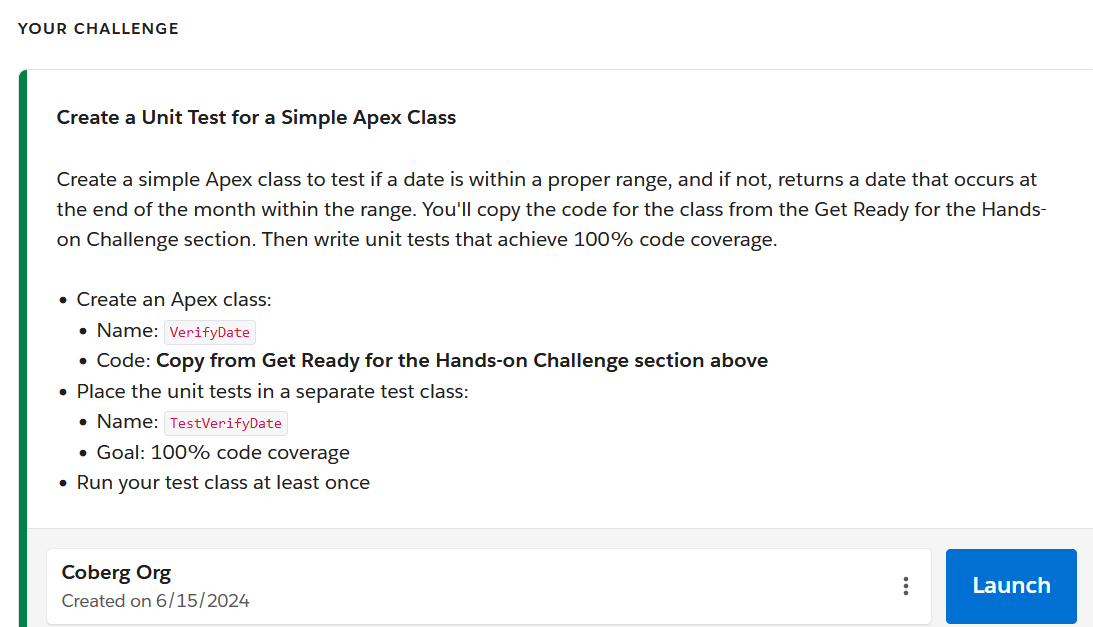 YOUR CHALLENGE
Create a Unit Test for a Simple Apex Class
Create a simple Apex class to test if a date is within a proper range, and if not, returns a date that occurs at
the end of the month within the range. You'll copy the code for the class from the Get Ready for the Hands-
on Challenge section. Then write unit tests that achieve 100% code coverage.
• Create an Apex class:
• Name: VerifyDate
• Code: Copy from Get Ready for the Hands-on Challenge section above
• Place the unit tests in a separate test class:
• Name: TestVerifyDate
• Goal: 100% code coverage
• Run your test class at least once
Coberg Org
Created on 6/15/2024
Launch